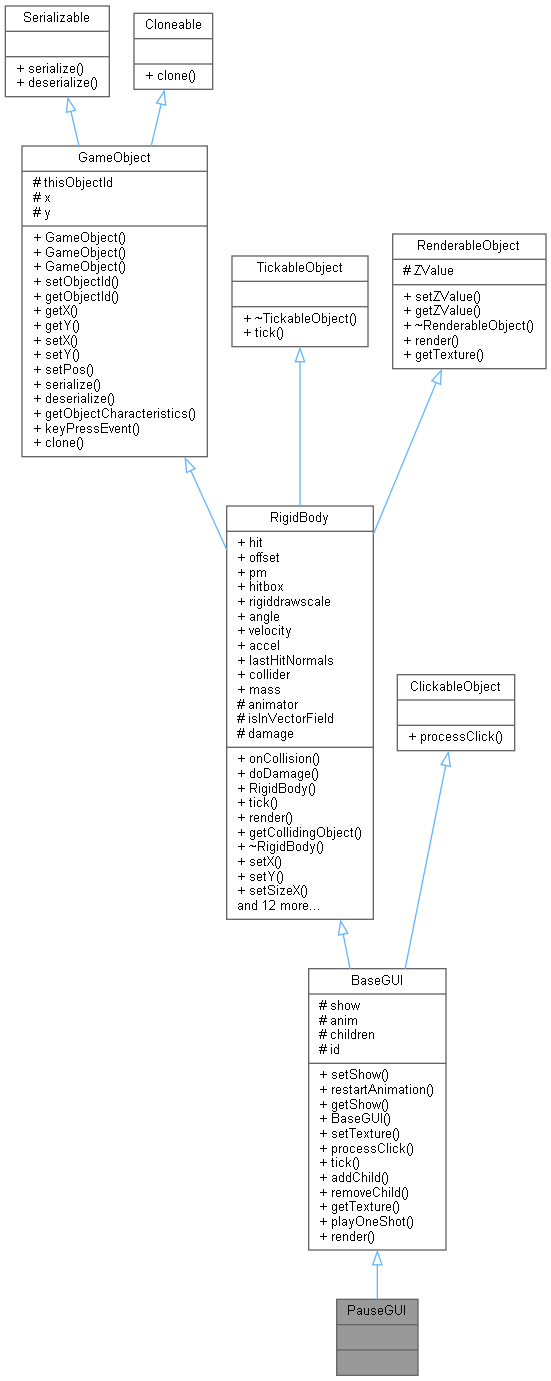 Serializable
+ serialize()
+ deserialize()
Cloneable
+ clone()
GameObject
# thisObjectId
# x
# y
+ GameObject()
+ GameObject()
+ GameObject()
+ setObjectId()
+ getObjectId()
+ getX()
+ getY()
+ setX()
+ setY()
+ setPos()
+ serialize()
+ deserialize()
+ getObjectCharacteristics()
+ keyPressEvent()
+ clone()
TickableObject
+ ~TickableObject()
+ tick()
RenderableObject
# ZValue
+ setZValue()
+ getZValue()
+ ~RenderableObject()
+ render()
+ getTexture()
RigidBody
+ hit
+ offset
+ pm
+ hitbox
+ rigiddrawscale
+ angle
+ velocity
+ accel
+ lastHitNormals
+ collider
+ mass
# animator
# isInVectorField
# damage
+ onCollision()
+ doDamage()
+ RigidBody()
+ tick()
+ render()
+ getCollidingObject()
+ ~RigidBody()
+ setX()
+ setY()
+ setSizeX()
and 12 more...
ClickableObject
+ processClick()
BaseGUI
# show
# anim
# children
# id
+ setShow()
+ restartAnimation()
+ getShow()
+ BaseGUI()
+ setTexture()
+ processClick()
+ tick()
+ addChild()
+ removeChild()
+ getTexture()
+ playOneShot()
+ render()
PauseGUI